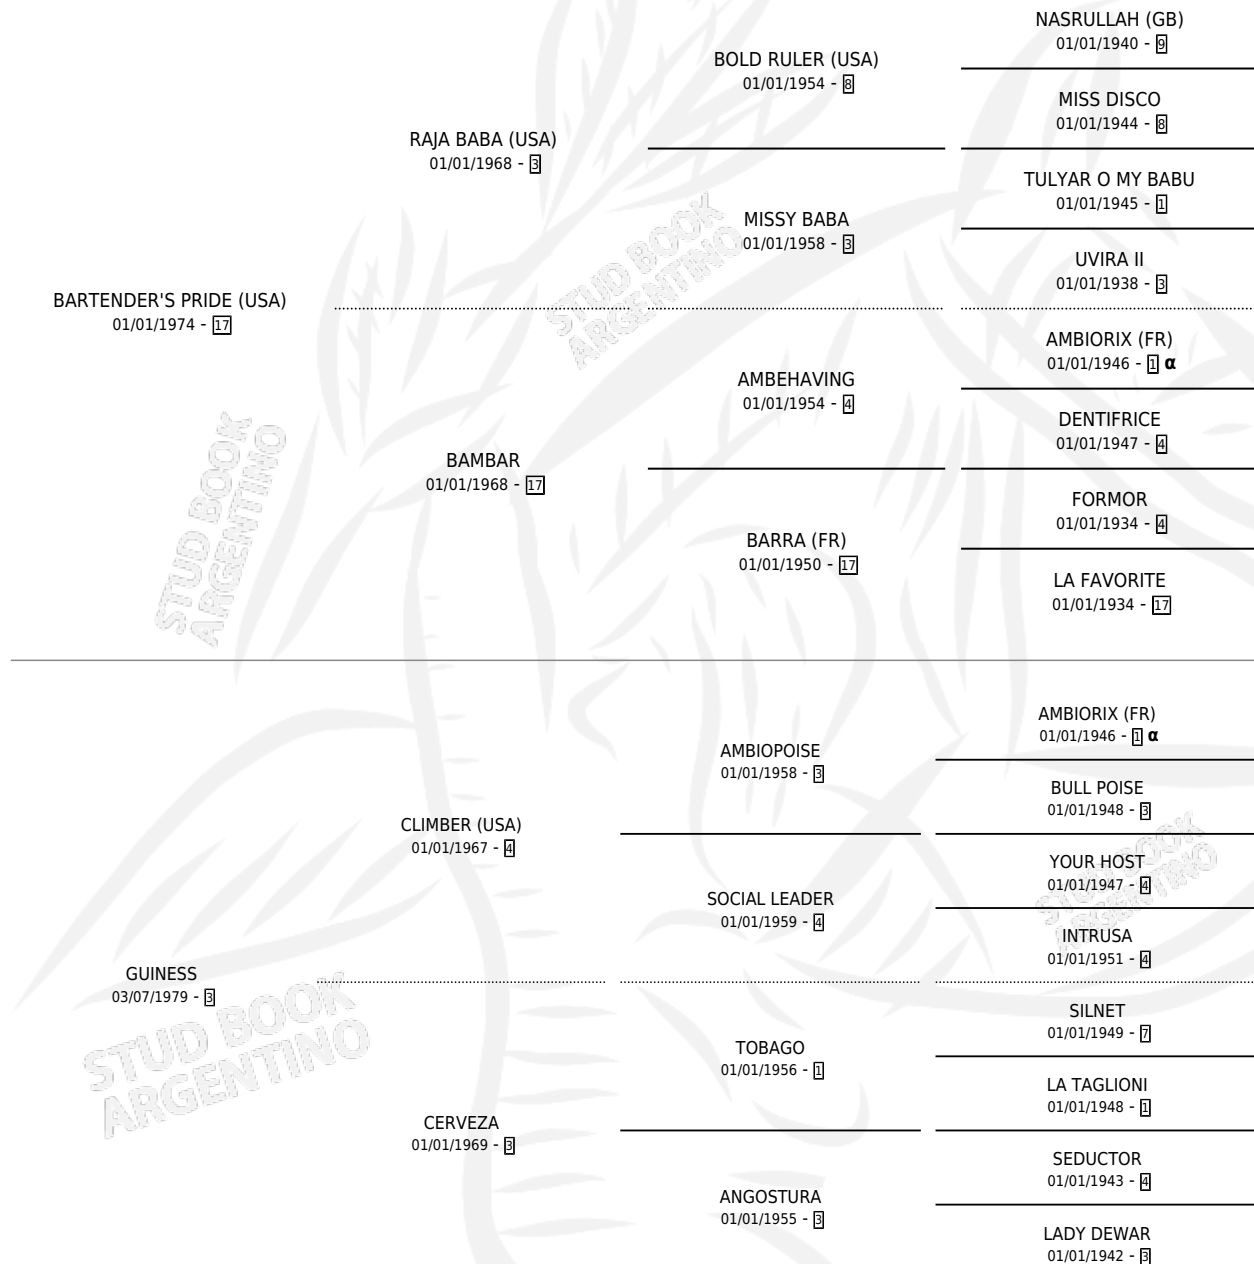 NASRULLAH (GB)
01/01/1940 - 9
BOLD RULER (USA)
01/01/1954 - 8
MISS DISCO
01/01/1944 - 8
RAJA BABA (USA)
01/01/1968 - 3
TULYAR O MY BABU
01/01/1945 - 1
MISSY BABA
01/01/1958 - 3
UVIRA II
01/01/1938 - 3
BARTENDER'S PRIDE (USA)
01/01/1974 - 17
AMBIORIX (FR)
01/01/1946 - 1 α
AMBEHAVING
01/01/1954 - 4
DENTIFRICE
01/01/1947 - 4
BAMBAR
01/01/1968 - 17
FORMOR
01/01/1934 - 4
BARRA (FR)
01/01/1950 - 17
LA FAVORITE
01/01/1934 - 17
AMBIORIX (FR)
01/01/1946 - 1 α
AMBIOPOISE
01/01/1958 - 3
BULL POISE
01/01/1948 - 3
CLIMBER (USA)
01/01/1967 - 4
YOUR HOST
01/01/1947 - 4
SOCIAL LEADER
01/01/1959 - 4
INTRUSA
01/01/1951 - 4
GUINESS
03/07/1979 - 3
SILNET
01/01/1949 - 7
TOBAGO
01/01/1956 - 1
LA TAGLIONI
01/01/1948 - 1
CERVEZA
01/01/1969 - 3
SEDUCTOR
01/01/1943 - 4
ANGOSTURA
01/01/1955 - 3
LADY DEWAR
01/01/1942 - 3
STUD BOOK
ARGENTINO
STUD BOOK
ARGENTINO
STUD BOOK
ARGENTINO
STUD BOOK
ARGENTINO